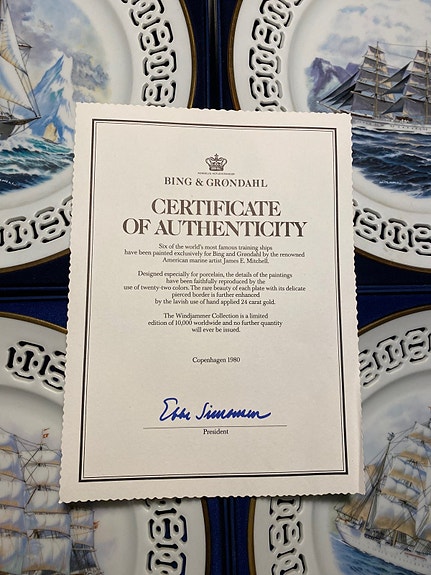 BING & GRØNDAHL
CERTIFICATE
OF AUTHENTICITY
Six of the world's most famous training ships
have been painted exclusively for Bing and Grøndahl by the renowned
American marine artist James E. Mitchell.
Designed especially for porcelain, the details of the paintings
have been faithfully reproduced by the
use of twenty-two colors. The rare beauty of each plate with its delicate
pierced border is further enhanced
by the lavish use of hand applied 24 carat gold.
The Windjammer Collection is a limited
edition of 10,000 worldwide and no further quantity
will ever be issued.
Copenhagen 1980
Ebbe Simonsen
President